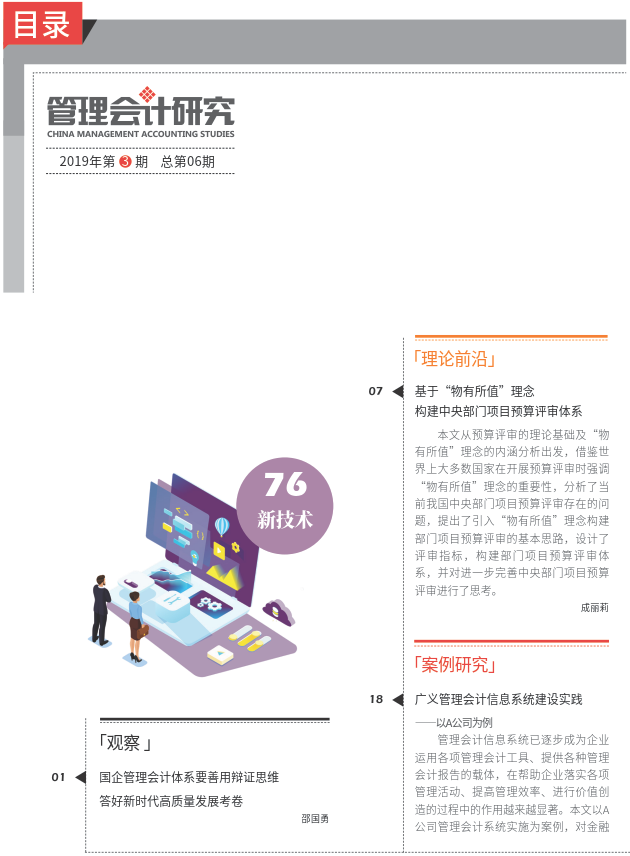 目录
管理会计研究
CHINA MANAGEMENT ACCOUNTING STUDIES
2019年第 3 期 总第06期
76
新技术
「观察 」
01
国企管理会计体系要善用辩证思维
答好新时代高质量发展考卷
邵国勇
「理论前沿」
07
基于“物有所值”理念
构建中央部门项目预算评审体系
本文从预算评审的理论基础及“物
有所值”理念的内涵分析出发，借鉴世
界上大多数国家在开展预算评审时强调
“物有所值”理念的重要性，分析了当
前我国中央部门项目预算评审存在的问
题，提出了引入“物有所值”理念构建
部门项目预算评审的基本思路，设计了
评审指标，构建部门项目预算评审体
系，并对进一步完善中央部门项目预算
评审进行了思考。
成丽莉
「案例研究」
18
广义管理会计信息系统建设实践
——以A公司为例
管理会计信息系统已逐步成为企业
运用各项管理会计工具、提供各种管理
会计报告的载体，在帮助企业落实各项
管理活动、提高管理效率、进行价值创
造的过程中的作用越来越显著。本文以A
公司管理会计系统实施为案例，对金融